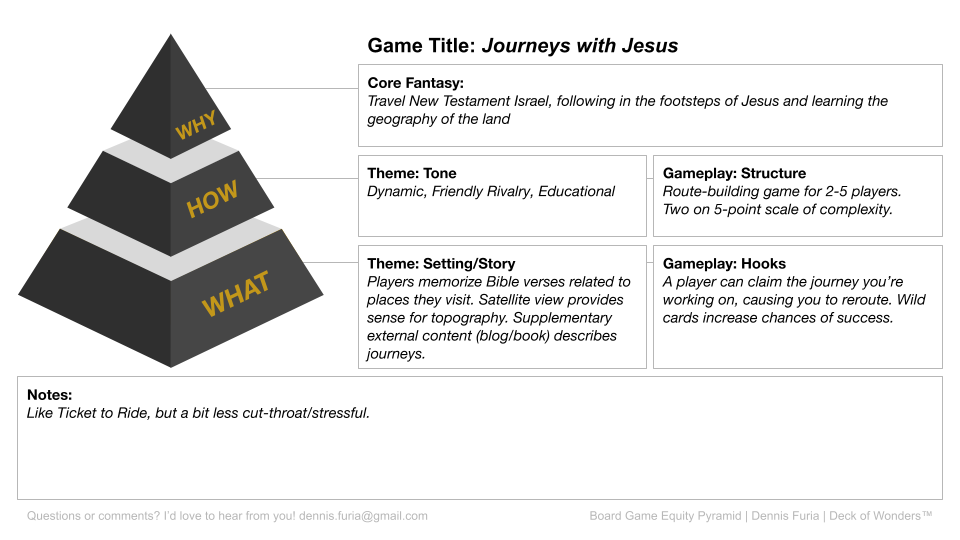 Game Title: Journeys with Jesus
WHY
Core Fantasy:
Travel New Testament Israel, following in the footsteps of Jesus and learning the
geography of the land
HOW
Theme: Tone
Dynamic, Friendly Rivalry, Educational
Gameplay: Structure
Route-building game for 2-5 players.
Two on 5-point scale of complexity.
WHAT
Theme: Setting/Story
Players memorize Bible verses related to
places they visit. Satellite view provides
sense for topography. Supplementary
external content (blog/book) describes
journeys.
Gameplay: Hooks
A player can claim the journey you’re
working on, causing you to reroute. Wild
cards increase chances of success.
Notes:
Like Ticket to Ride, but a bit less cut-throat/stressful.
Questions or comments? I’d love to hear from you! dennis.furia@gmail.com
Board Game Equity Pyramid | Dennis Furia | Deck of Wonders™